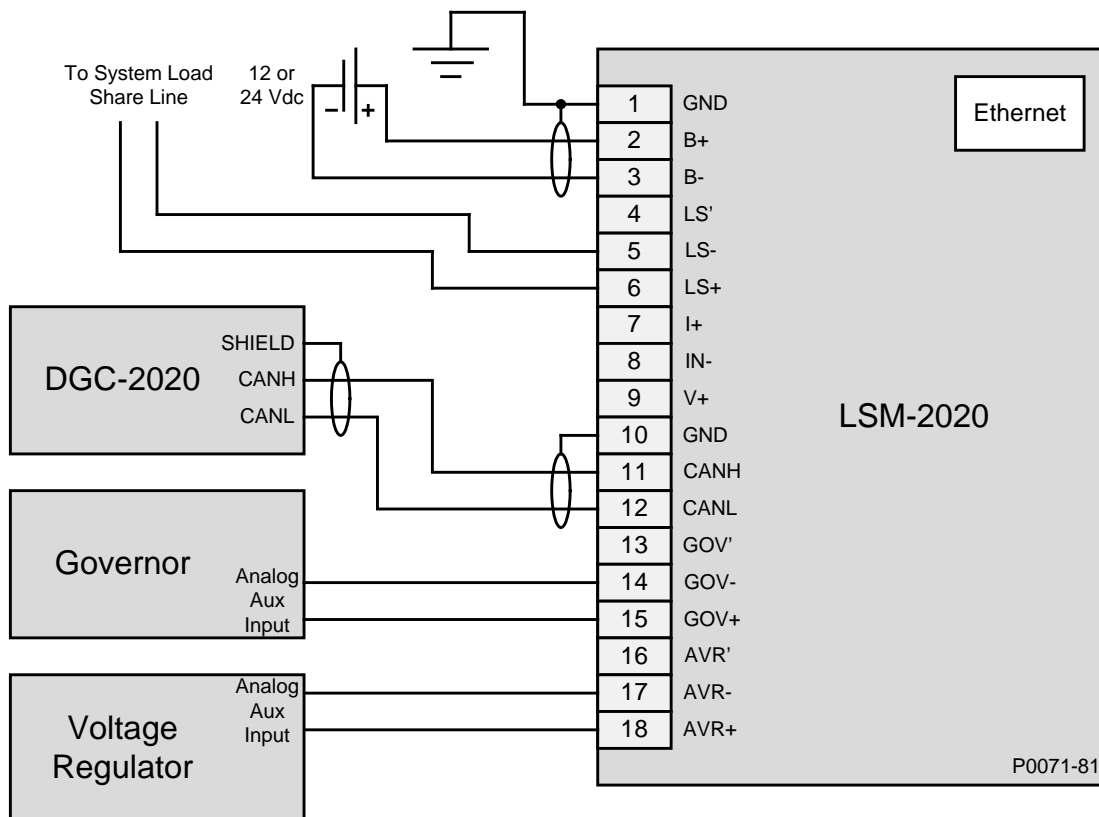 To System Load
Share Line
12 or
24 Vdc
− +
Ethernet
1 GND
2 B+
3 B-
4 LS'
5 LS-
6 LS+
7 I+
8 IN-
9 V+
10 GND
11 CANH
12 CANL
13 GOV'
14 GOV-
15 GOV+
16 AVR'
17 AVR-
18 AVR+
LSM-2020
DGC-2020
SHIELD
CANH
CANL
Governor
Analog
Aux
Input
Voltage
Regulator
Analog
Aux
Input
P0071-81